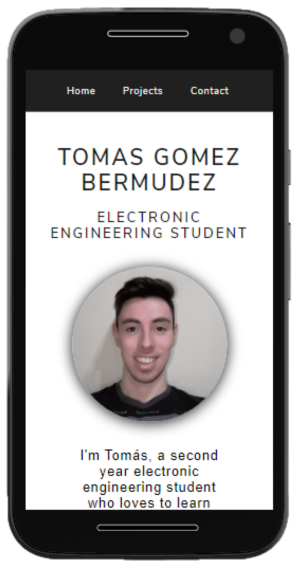 Home Projects Contact
TOMAS GOMEZ
BERMUDEZ
ELECTRONIC
ENGINEERING STUDENT
I'm Tomás, a second
year electronic
engineering student
who loves to learn